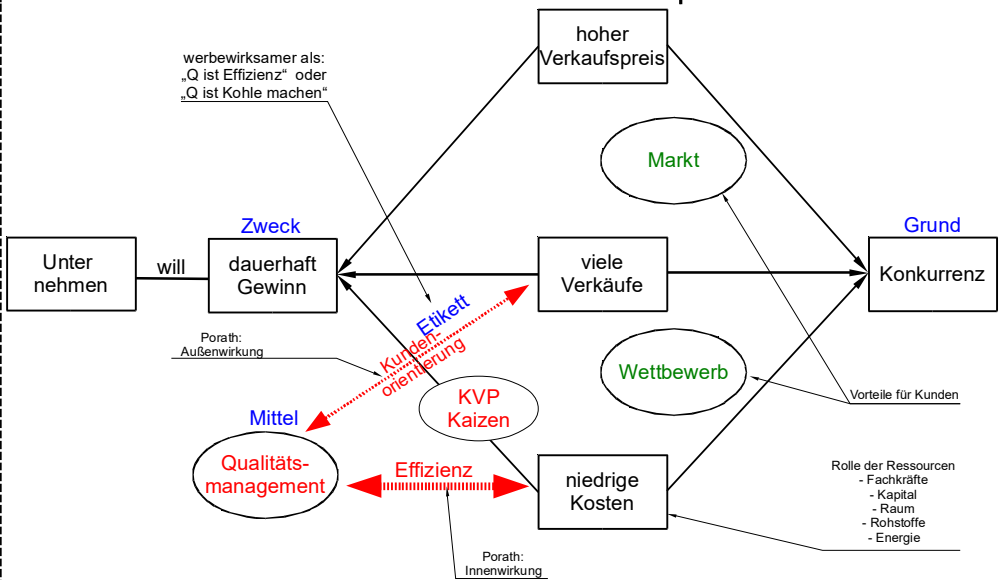 hoher
Verkaufspreis
werbewirksamer als:
„Q ist Effizienz“ oder
„Q ist Kohle machen“
Markt
Zweck
Grund
Unter
nehmen
will
dauerhaft
Gewinn
viele
Verkäufe
Konkurrenz
Etikett
Kunden-
orientierung
Porath:
Außenwirkung
Wettbewerb
KVP
Kaizen
Vorteile für Kunden
Mittel
Qualitäts-
management
Effizienz
niedrige
Kosten
Rolle der Ressourcen
- Fachkräfte
- Kapital
- Raum
- Rohstoffe
- Energie
Porath:
Innenwirkung